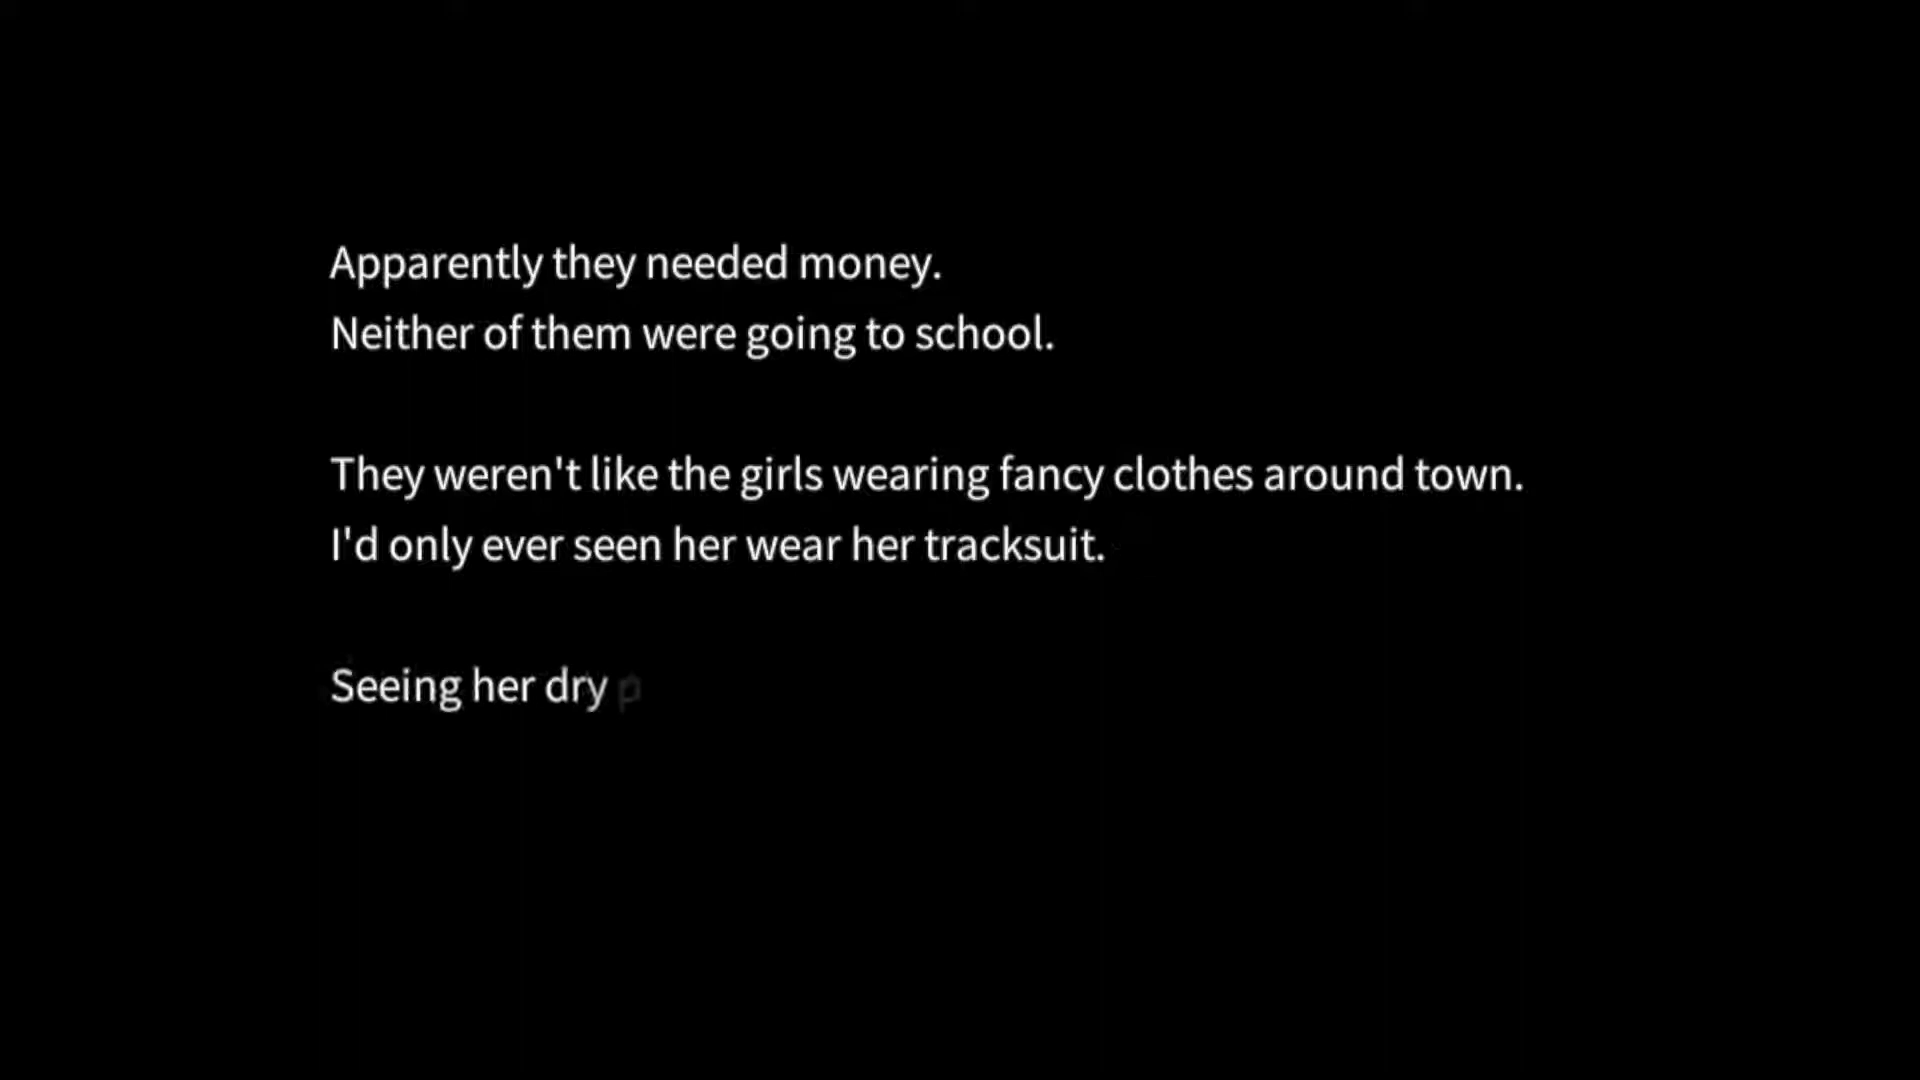 Apparently they needed money.
Neither of them were going to school.
They weren't like the girls wearing fancy clothes around town.
I'd only ever seen her wear her tracksuit.
Seeing her dry p